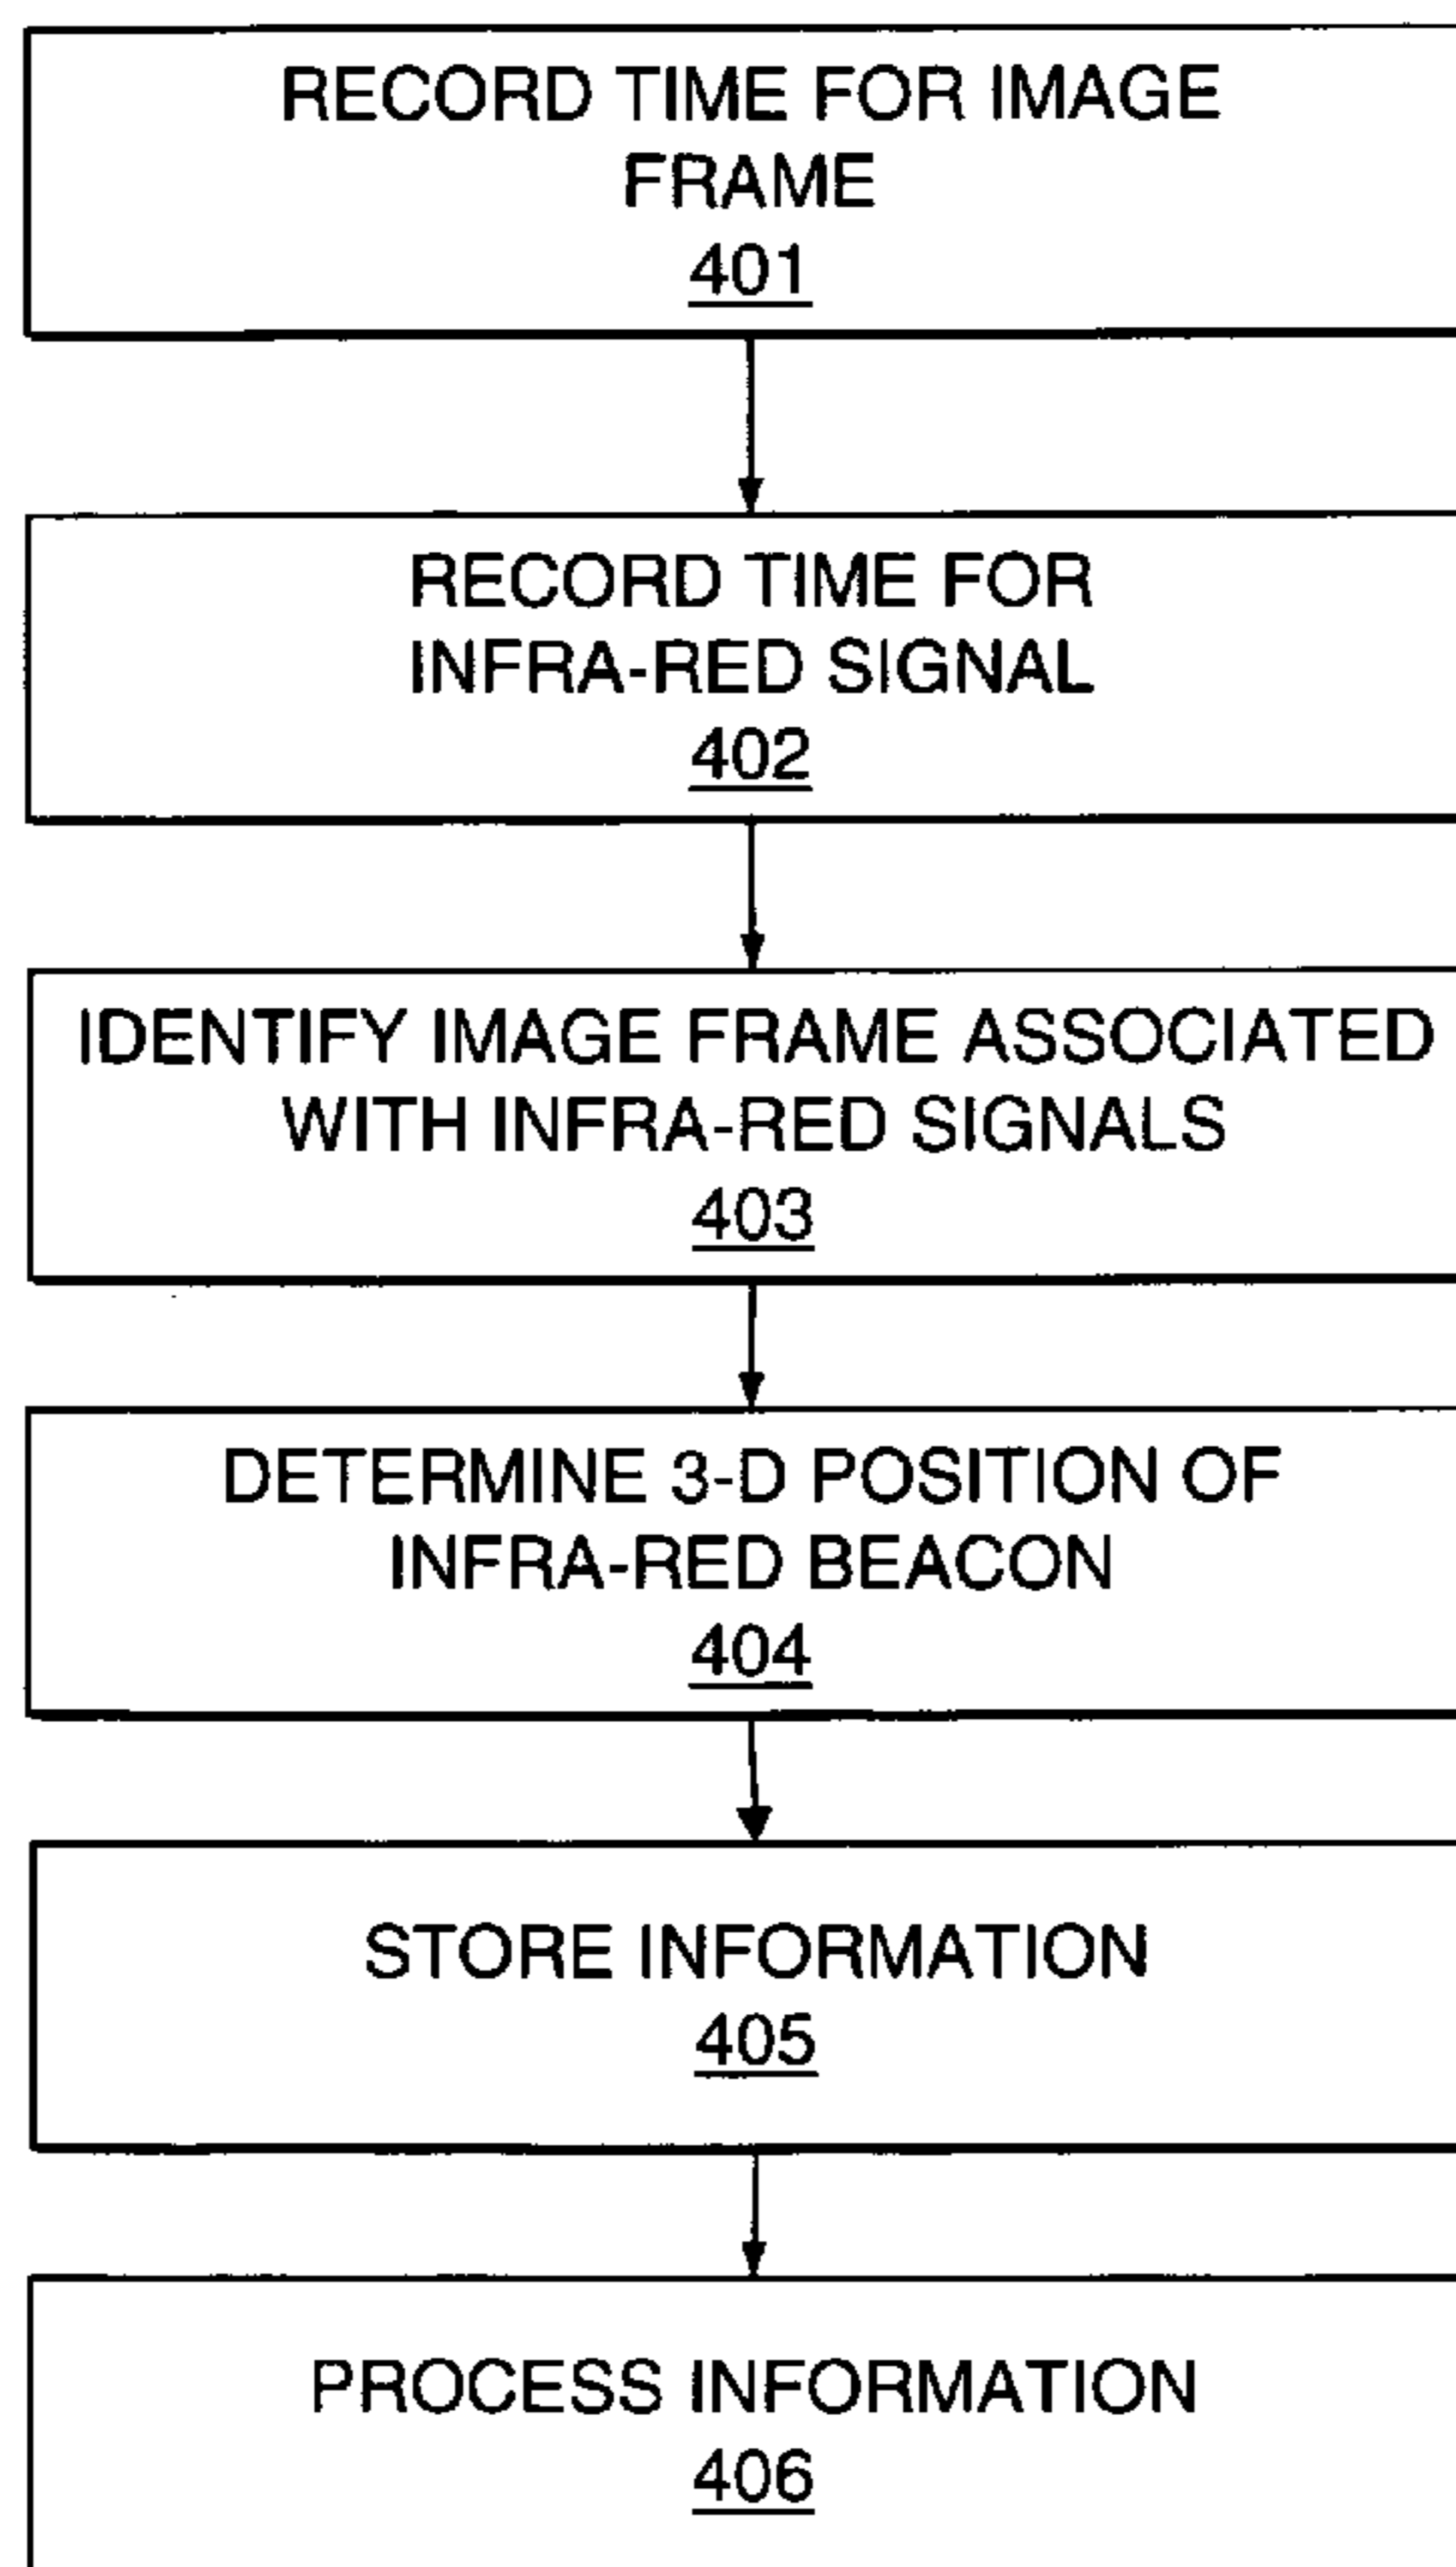 RECORD TIME FOR IMAGE
FRAME
401
RECORD TIME FOR
INFRA-RED SIGNAL
402
IDENTIFY IMAGE FRAME ASSOCIATED
WITH INFRA-RED SIGNALS
403
DETERMINE 3-D POSITION OF
INFRA-RED BEACON
404
STORE INFORMATION
405
PROCESS INFORMATION
406